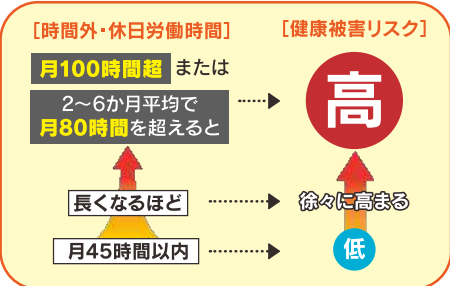 [時間外・休日労働時間]
[健康被害リスク]
月100時間超 または
2～6か月平均で
月80時間を超えると
高
長くなるほど
徐々に高まる
月45時間以内
低